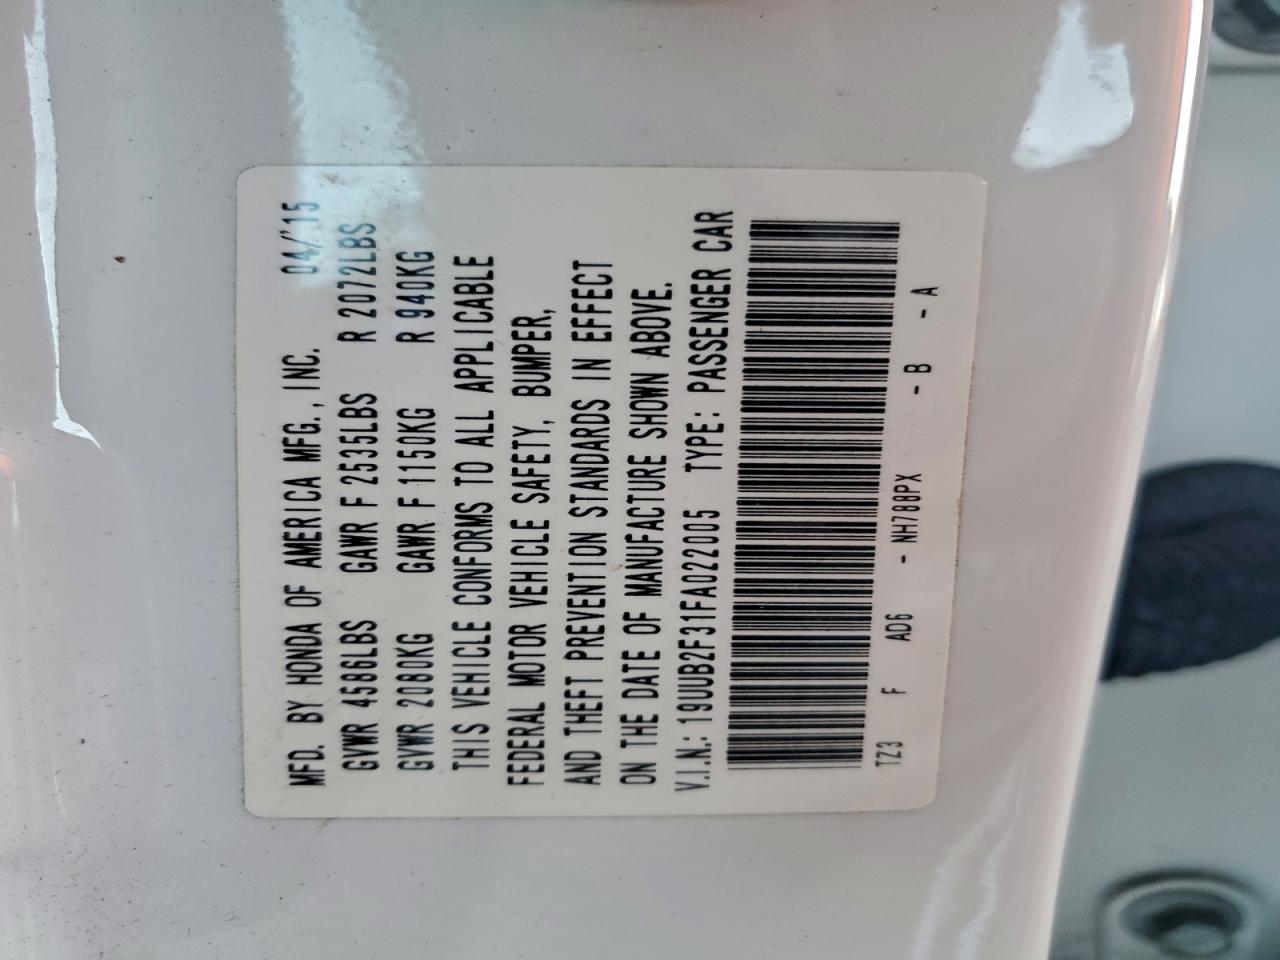 MFD. BY HONDA OF AMERICA MFG., INC. 04/'15
GVWR 4586LBS GAWR F 2535LBS R 2072LBS
GVWR 2080KG GAWR F 1150KG R 940KG
THIS VEHICLE CONFORMS TO ALL APPLICABLE
FEDERAL MOTOR VEHICLE SAFETY, BUMPER,
AND THEFT PREVENTION STANDARDS IN EFFECT
ON THE DATE OF MANUFACTURE SHOWN ABOVE.
V.I.N.: 19UUB2F31FA022005 TYPE: PASSENGER CAR
TZ3 F AD6 - NH788PX - B - A